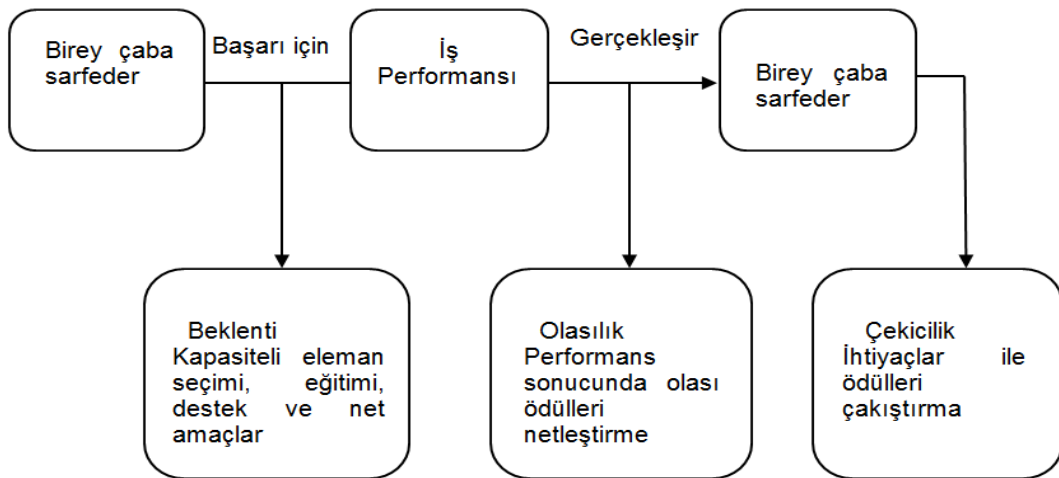 Birey çaba
sarfeder
Başarı için
İş
Performansı
Gerçekleşir
Birey çaba
sarfeder
Beklenti
Kapasiteli eleman
seçimi, eğitimi,
destek ve net
amaçlar
Olasılık
Performans
sonucunda olası
ödülleri
netleştirme
Çekicilik
İhtiyaçlar ile
ödülleri
çakıştırma